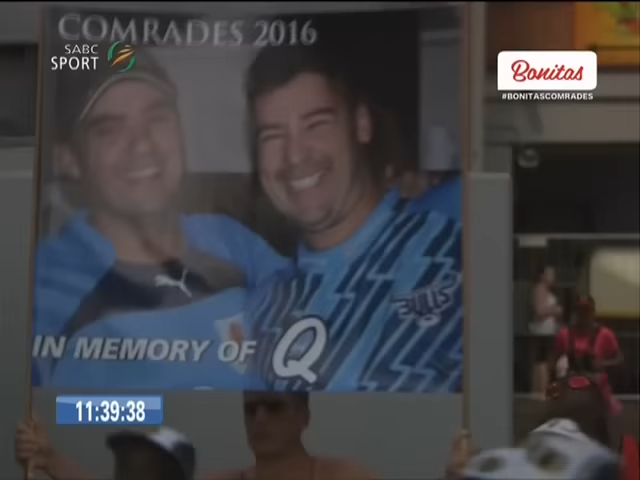 COMRADES 2016
SABC
SPORT
Bonitas
#BONITASCOMRADES
BULLS
IN MEMORY OF Q
11:39:38